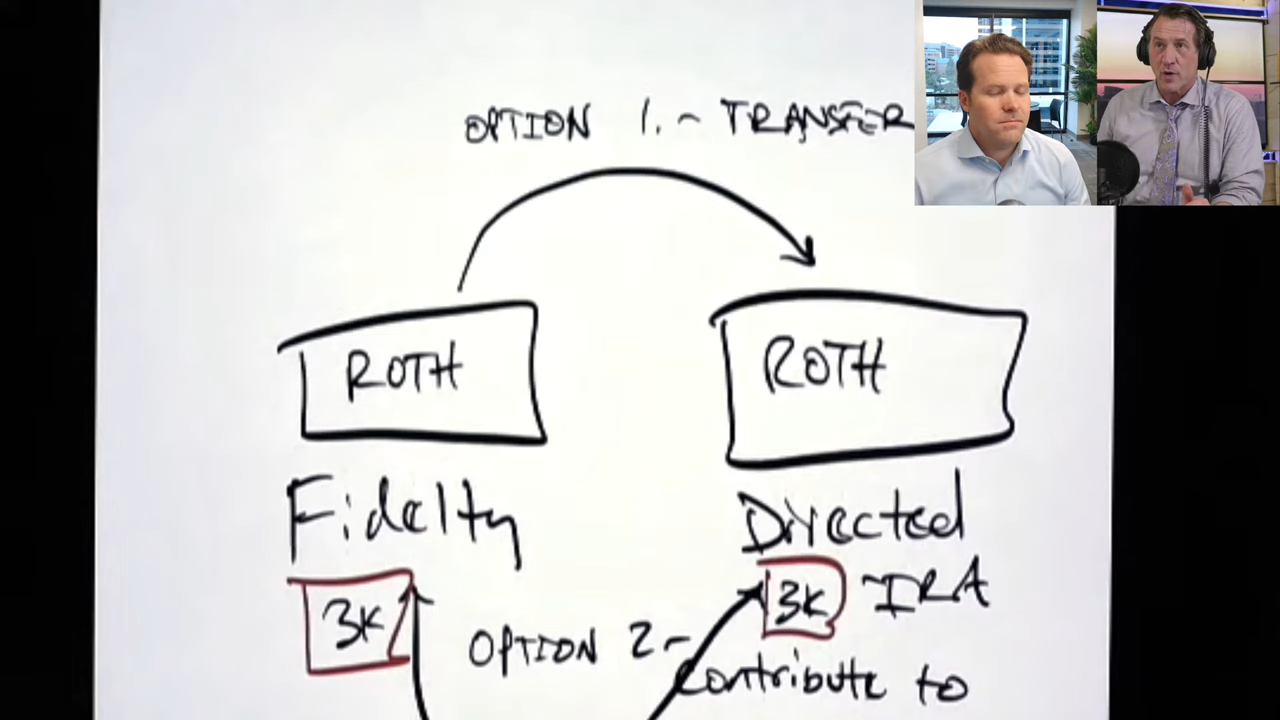 OPTION 1. - TRANSFER
ROTH
ROTH
Fidelty
Directed
IRA
3K
3K
OPTION 2 -
Contribute to